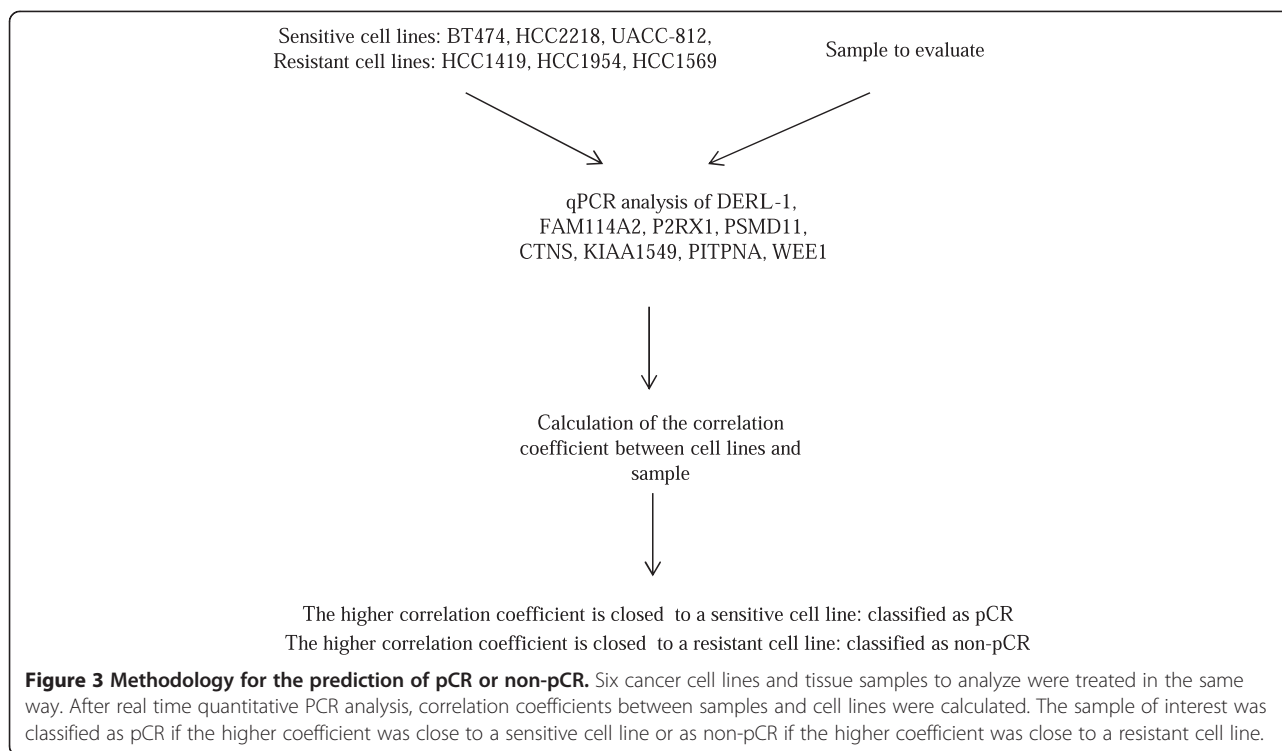 Sensitive cell lines: BT474, HCC2218, UACC-812,
Resistant cell lines: HCC1419, HCC1954, HCC1569
Sample to evaluate
qPCR analysis of DERL-1,
FAM114A2, P2RX1, PSMD11,
CTNS, KIAA1549, PITPNA, WEE1
Calculation of the correlation
coefficient between cell lines and
sample
The higher correlation coefficient is closed to a sensitive cell line: classified as pCR
The higher correlation coefficient is closed to a resistant cell line: classified as non-pCR
Figure 3 Methodology for the prediction of pCR or non-pCR. Six cancer cell lines and tissue samples to analyze were treated in the same
way. After real time quantitative PCR analysis, correlation coefficients between samples and cell lines were calculated. The sample of interest was
classified as pCR if the higher coefficient was close to a sensitive cell line or as non-pCR if the higher coefficient was close to a resistant cell line.